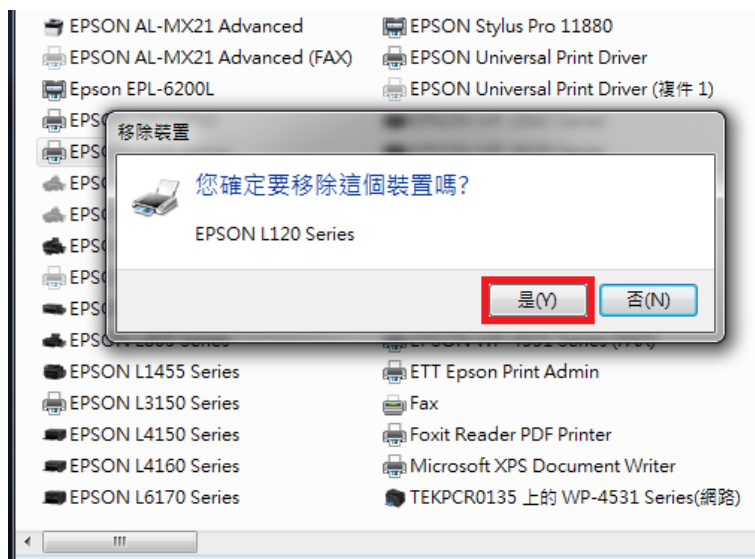 EPSON AL-MX21 Advanced
EPSON AL-MX21 Advanced (FAX)
Epson EPL-6200L
EPSON Stylus Pro 11880
EPSON Universal Print Driver
EPSON Universal Print Driver (複件 1)
移除裝置
您確定要移除這個裝置嗎?
EPSON L120 Series
是(Y)
否(N)
EPSON L1455 Series
EPSON L3150 Series
EPSON L4150 Series
EPSON L4160 Series
EPSON L6170 Series
ETT Epson Print Admin
Fax
Foxit Reader PDF Printer
Microsoft XPS Document Writer
TEKPCR0135 上的 WP-4531 Series(網路)